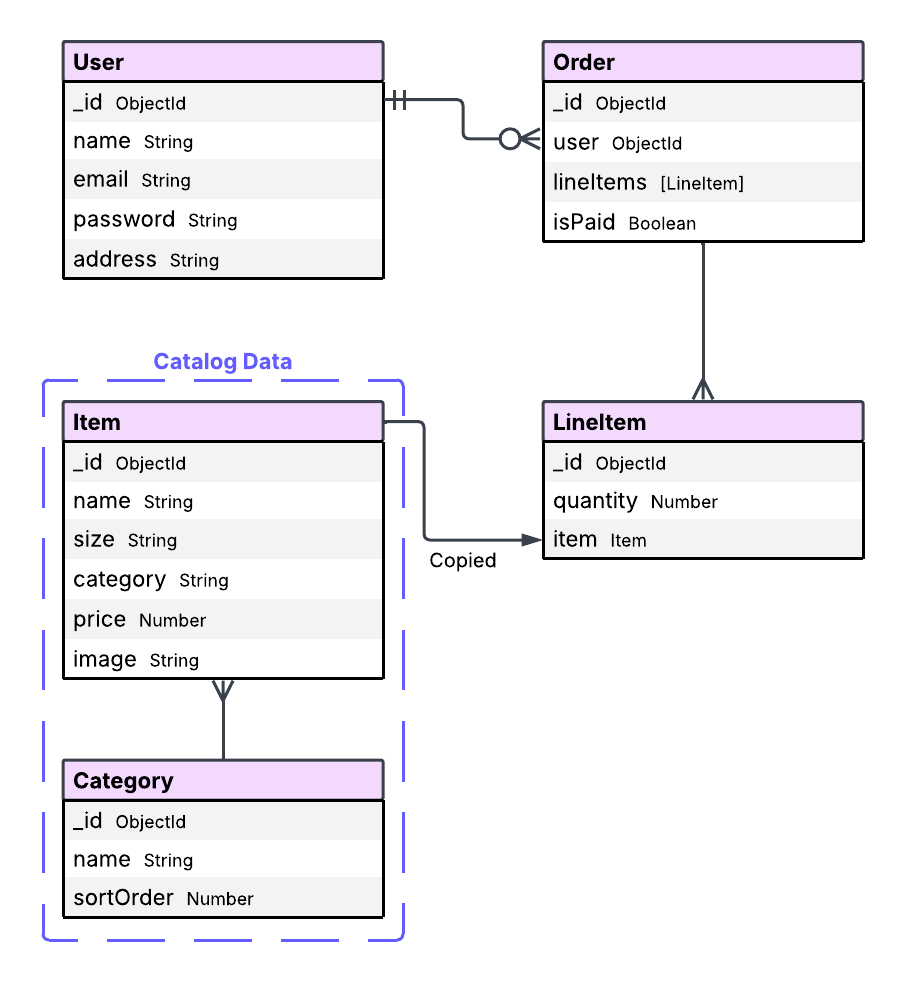 User
_id ObjectId
name String
email String
password String
address String
Order
_id ObjectId
user ObjectId
lineItems [LineItem]
isPaid Boolean
Catalog Data
Item
_id ObjectId
name String
size String
category String
price Number
image String
Copied
LineItem
_id ObjectId
quantity Number
item Item
Category
_id ObjectId
name String
sortOrder Number